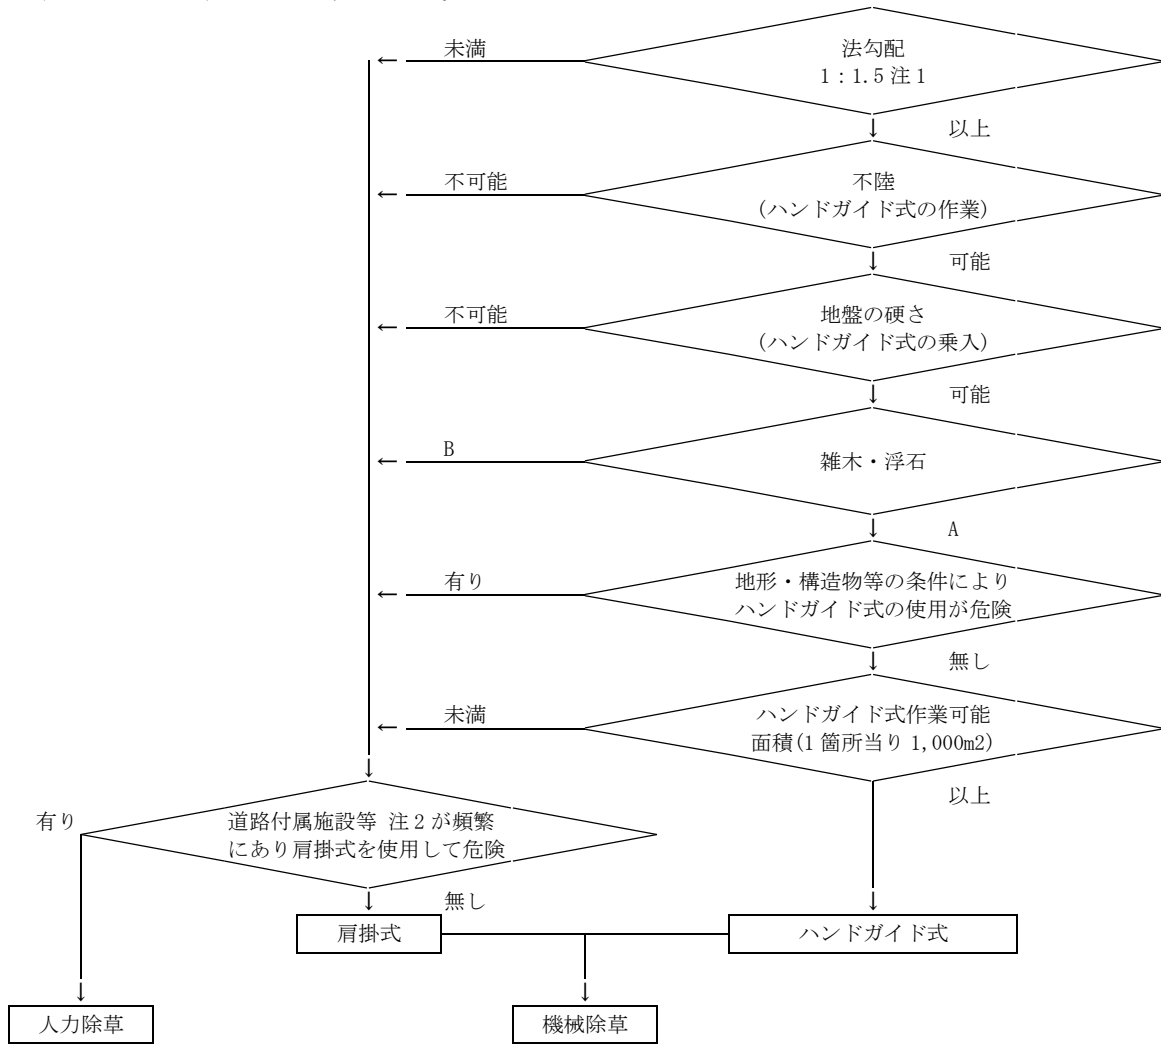 法勾配
1：1.5 注1
未満
←
↓
以上
不陸
(ハンドガイド式の作業)
不可能
←
↓
可能
地盤の硬さ
(ハンドガイド式の乗入)
不可能
←
↓
可能
雑木・浮石
B
←
↓
A
地形・構造物等の条件により
ハンドガイド式の使用が危険
有り
←
↓
無し
ハンドガイド式作業可能
面積(1箇所当り 1,000m2)
未満
←
↓
以上
道路付属施設等 注2が頻繁
にあり肩掛式を使用して危険
有り
↓
無し
↓
肩掛式
ハンドガイド式
↓
↓
人力除草
機械除草